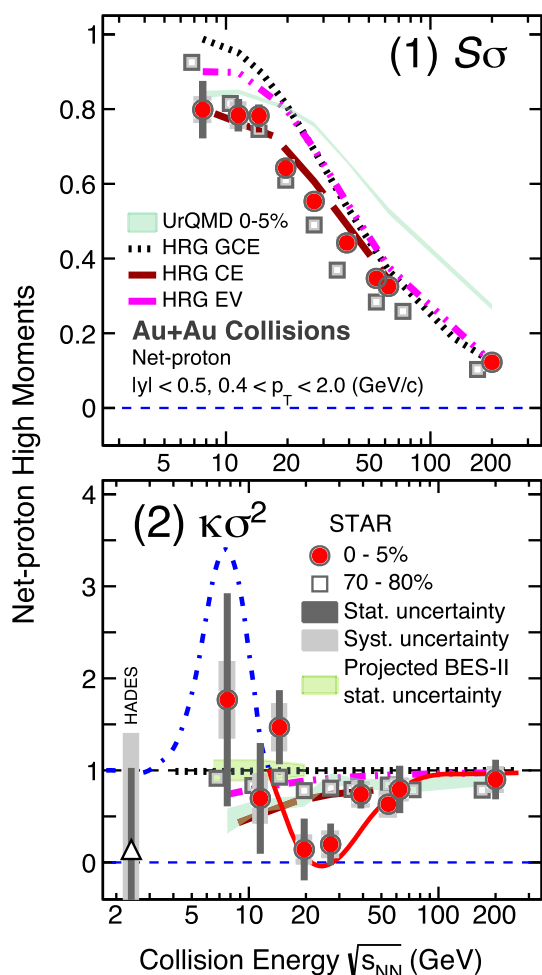 Net-proton High Moments
(1) Sσ
1
0.8
0.6
0.4
0.2
0
UrQMD 0-5%
HRG GCE
HRG CE
HRG EV
Au+Au Collisions
Net-proton
|y| < 0.5, 0.4 < p_T < 2.0 (GeV/c)
5 10 20 50 100 200
(2) κσ²
4
3
2
1
0
STAR
0 - 5%
70 - 80%
Stat. uncertainty
Syst. uncertainty
Projected BES-II
stat. uncertainty
HADES
2 5 10 20 50 100 200
Collision Energy √s_NN (GeV)